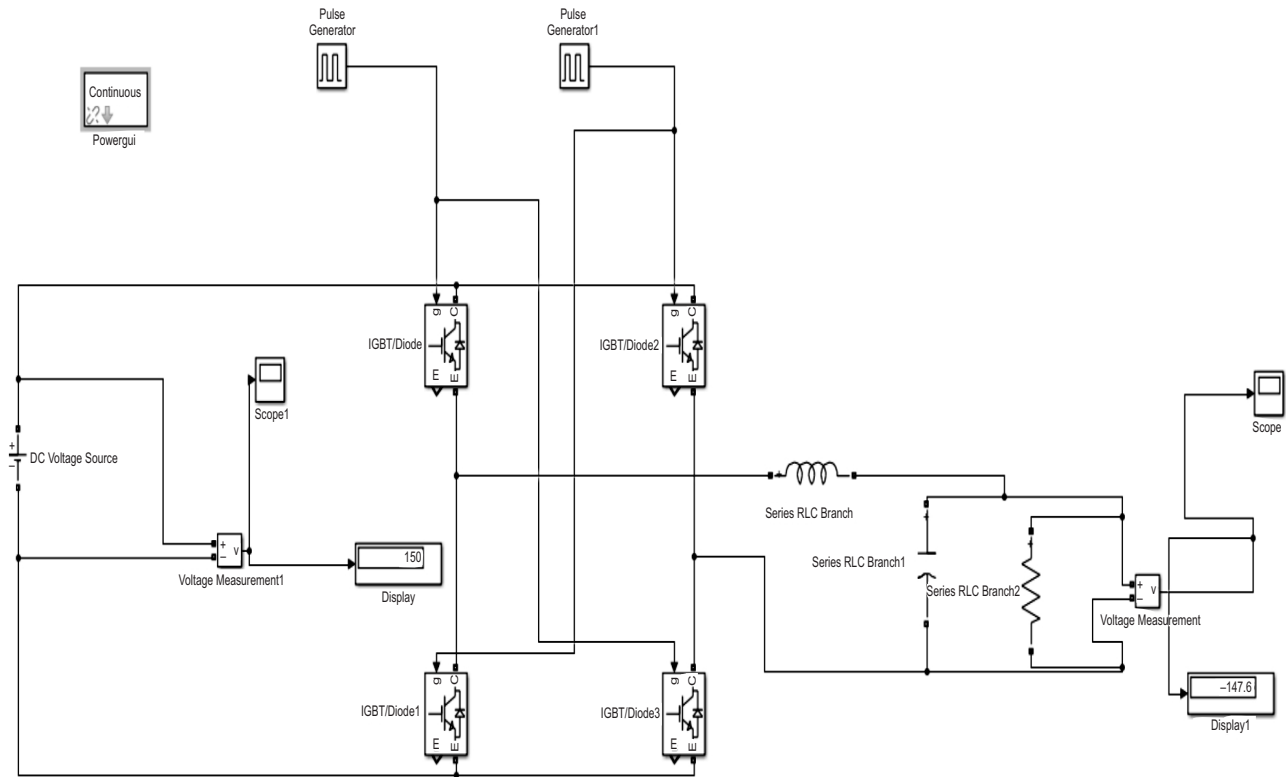 Pulse
Generator
Pulse
Generator1
Continuous
Powergui
g C
IGBT/Diode
E E
g C
IGBT/Diode2
E E
Scope1
Scope
+
−
DC Voltage Source
+
Series RLC Branch
+
−
v
Voltage Measurement1
150
Display
+
Series RLC Branch1
+
Series RLC Branch2
+
−
v
Voltage Measurement
g C
IGBT/Diode1
E E
g C
IGBT/Diode3
E E
−147.6
Display1